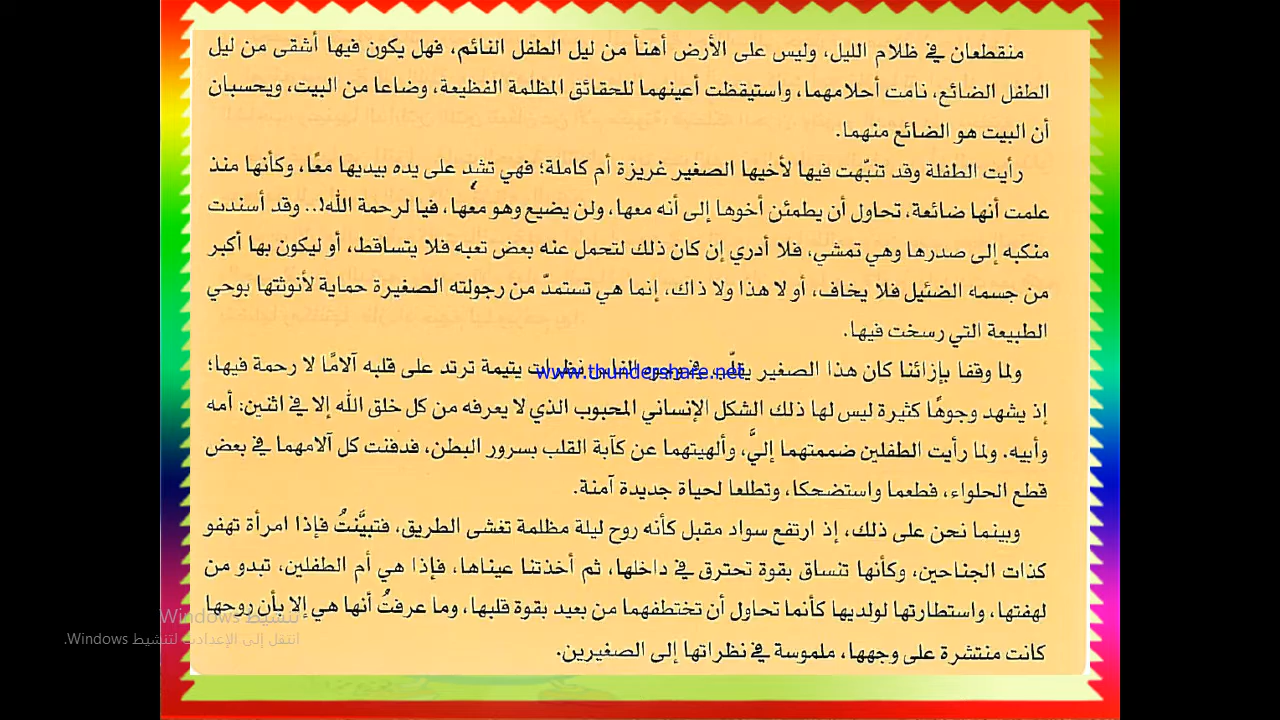 منقطعان في ظلام الليل، وليس على الأرض أهنأ من ليل الطفل النائم، فهل يكون فيها أشقى من ليل
الطفل الضائع، نامت أحلامهما، واستيقظت أعينهما للحقائق المظلمة الفظيعة، وضاعا من البيت، ويحسبان
أن البيت هو الضائع منهما.
رأيت الطفلة وقد تنبّهت فيها لأخيها الصغير غريزة أم كاملة؛ فهي تشد على يده بيديها معًا، وكأنها منذ
علمت أنها ضائعة، تحاول أن يطمئن أخوها إلى أنه معها، ولن يضيع وهو معها، فيا لرحمة الله!.. وقد أسندت
منكبه إلى صدرها وهي تمشي، فلا أدري إن كان ذلك لتحمل عنه بعض تعبه فلا يتساقط، أو ليكون بها أكبر
من جسمه الضئيل فلا يخاف، أو لا هذا ولا ذاك، إنما هي تستمدّ من رجولته الصغيرة حماية لأنوثتها بوحي
الطبيعة التي رسخت فيها.
ولما وقفا بإزائنا كان هذا الصغير يقلّب في وجوه الناس نظرات يتيمة ترتد على قلبه آلامًا لا رحمة فيها؛
www.thundershare.net
إذ يشهد وجوهًا كثيرة ليس لها ذلك الشكل الإنساني المحبوب الذي لا يعرفه من كل خلق الله إلا في اثنين: أمه
وأبيه. ولما رأيت الطفلين ضممتهما إليَّ، وألهيتهما عن كآبة القلب بسرور البطن، فدفنت كل آلامهما في بعض
قطع الحلواء، فطعما واستضحكا، وتطلعا لحياة جديدة آمنة.
وبينما نحن على ذلك، إذ ارتفع سواد مقبل كأنه روح ليلة مظلمة تغشى الطريق، فتبيَّنتُ فإذا امرأة تهفو
كذات الجناحين، وكأنها تنساق بقوة تحترق في داخلها، ثم أخذتنا عيناها، فإذا هي أم الطفلين، تبدو من
لهفتها، واستطارتها لولديها كأنما تحاول أن تختطفهما من بعيد بقوة قلبها، وما عرفتُ أنها هي إلا بأن روحها
كانت منتشرة على وجهها، ملموسة في نظراتها إلى الصغيرين.
تنشيط Windows
انتقل إلى الإعدادات لتنشيط Windows.